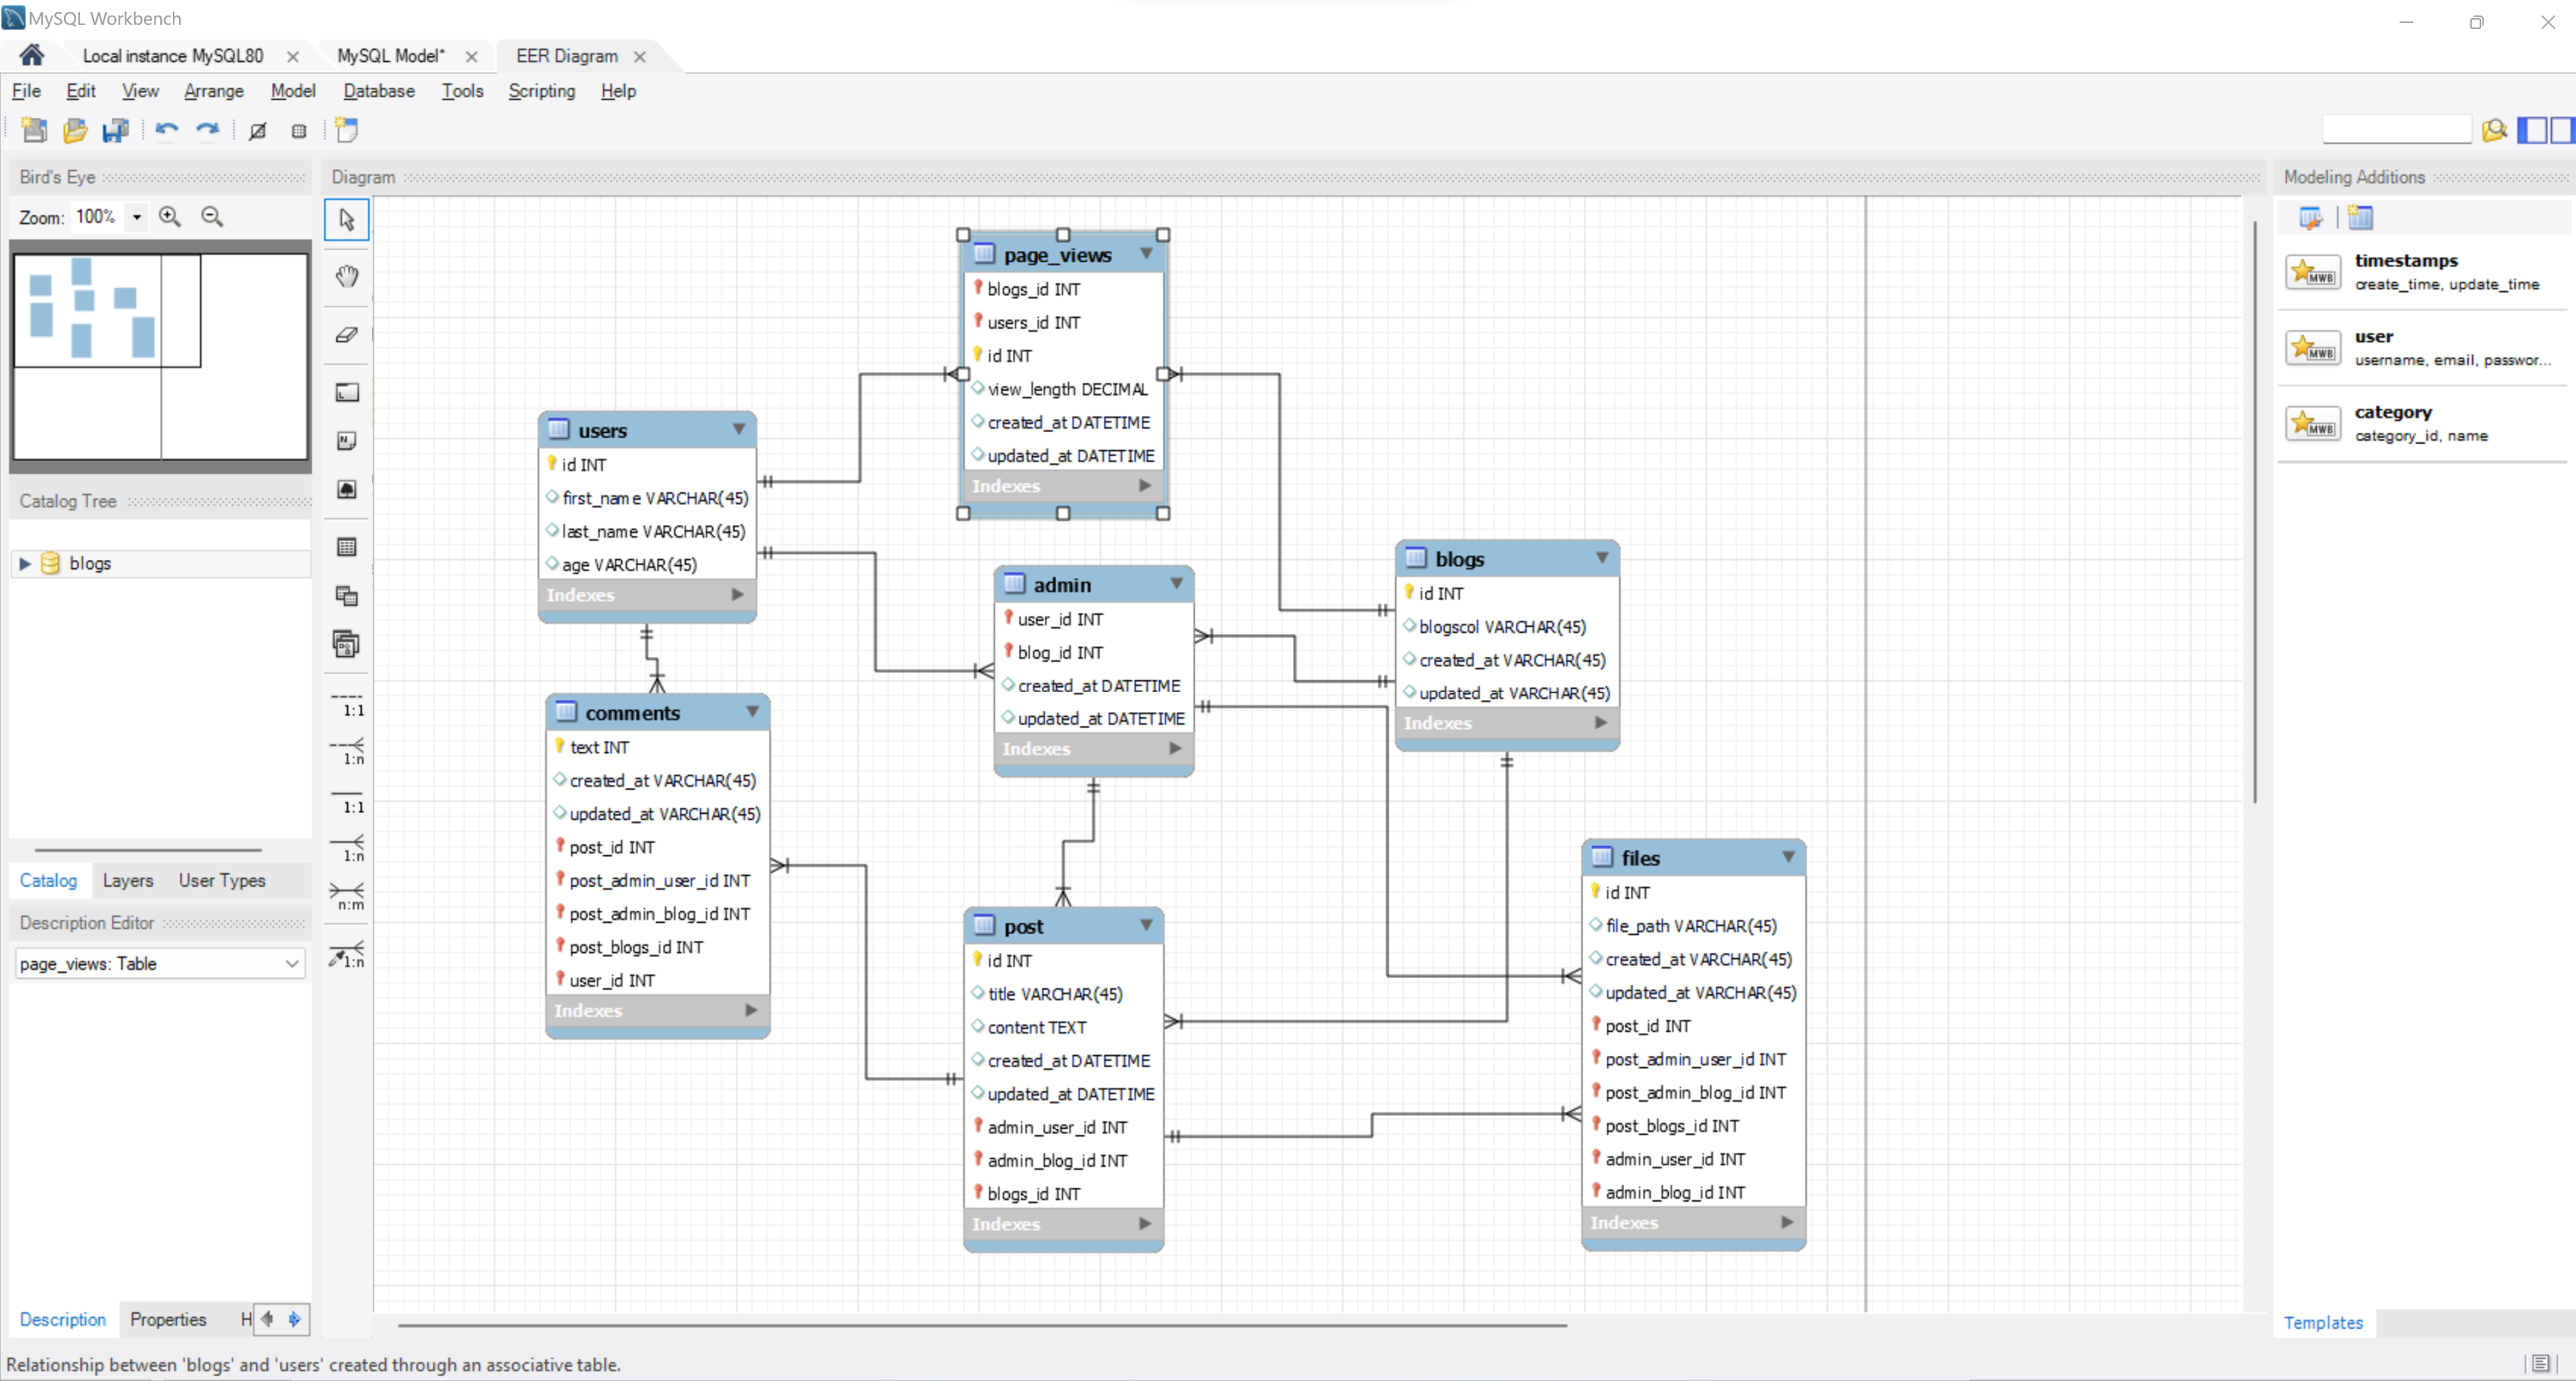 MySQL Workbench
Local instance MySQL80
MySQL Model*
EER Diagram
File Edit View Arrange Model Database Tools Scripting Help
Bird's Eye
Zoom: 100%
Catalog Tree
blogs
Catalog Layers User Types
Description Editor
page_views: Table
Description Properties H
Diagram
1:1
1:n
1:1
1:n
n:m
1:n
page_views
blogs_id INT
users_id INT
id INT
view_length DECIMAL
created_at DATETIME
updated_at DATETIME
Indexes
users
id INT
first_name VARCHAR(45)
last_name VARCHAR(45)
age VARCHAR(45)
Indexes
admin
user_id INT
blog_id INT
created_at DATETIME
updated_at DATETIME
Indexes
blogs
id INT
blogscol VARCHAR(45)
created_at VARCHAR(45)
updated_at VARCHAR(45)
Indexes
comments
text INT
created_at VARCHAR(45)
updated_at VARCHAR(45)
post_id INT
post_admin_user_id INT
post_admin_blog_id INT
post_blogs_id INT
user_id INT
Indexes
post
id INT
title VARCHAR(45)
content TEXT
created_at DATETIME
updated_at DATETIME
admin_user_id INT
admin_blog_id INT
blogs_id INT
Indexes
files
id INT
file_path VARCHAR(45)
created_at VARCHAR(45)
updated_at VARCHAR(45)
post_id INT
post_admin_user_id INT
post_admin_blog_id INT
post_blogs_id INT
admin_user_id INT
admin_blog_id INT
Indexes
Modeling Additions
MWB
timestamps
create_time, update_time
MWB
user
username, email, passwor...
MWB
category
category_id, name
Templates
Relationship between 'blogs' and 'users' created through an associative table.